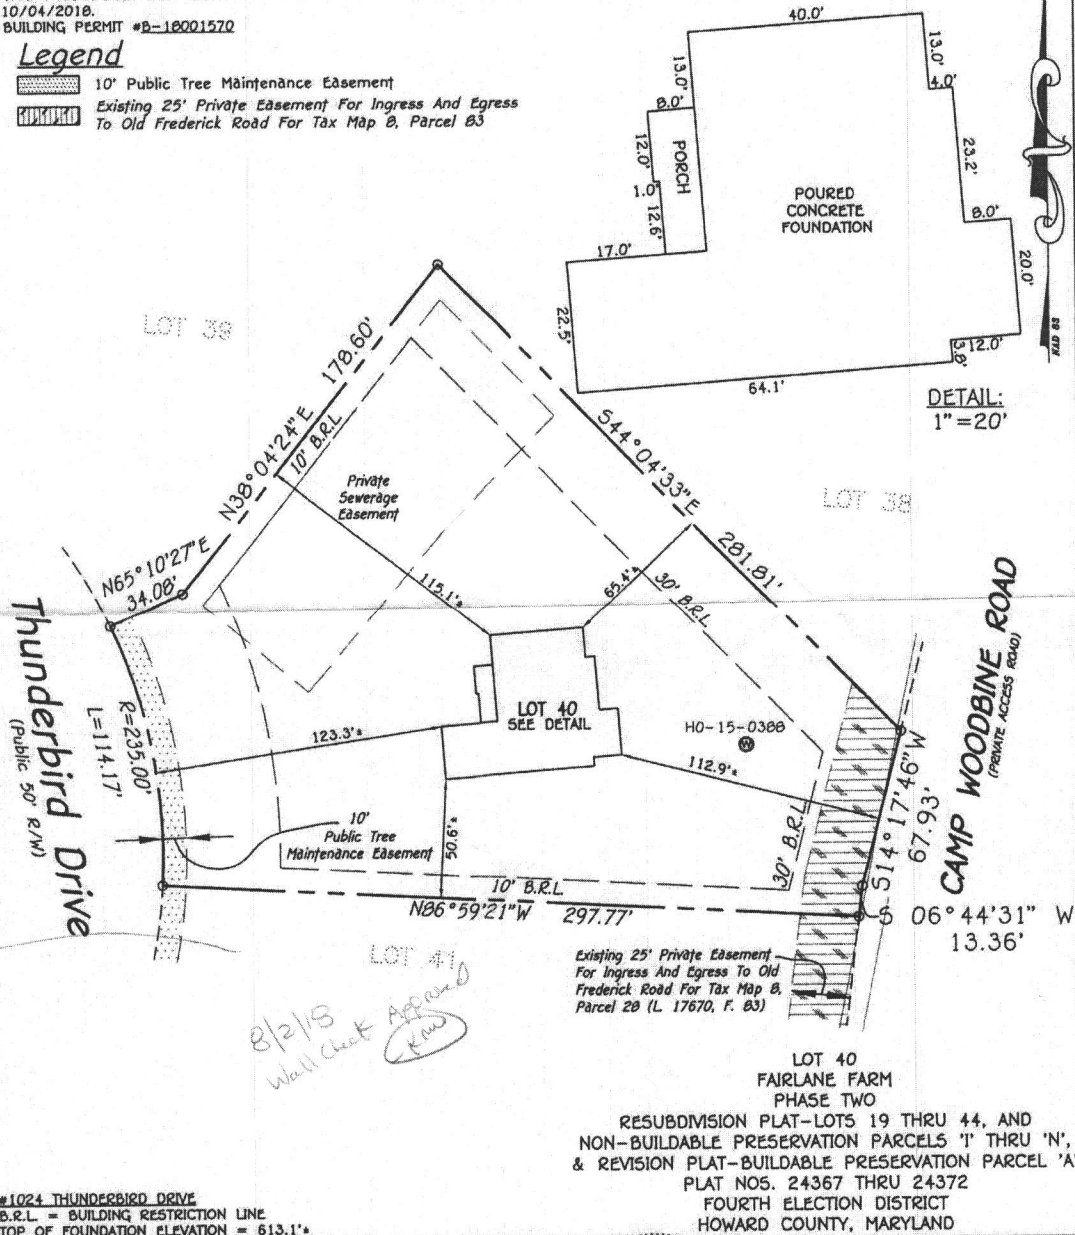 10/04/2018.
BUILDING PERMIT #B-18001570
Legend
10' Public Tree Maintenance Easement
Existing 25' Private Easement For Ingress And Egress
To Old Frederick Road For Tax Map 8, Parcel 83
40.0'
13.0'
4.0'
23.2'
8.0'
20.0'
12.0'
3.8'
64.1'
22.5'
17.0'
12.6'
1.0'
12.0'
8.0'
13.0'
PORCH
POURED
CONCRETE
FOUNDATION
DETAIL:
1"=20'
NAD 83
LOT 39
N38°04'24"E 178.60'
10' B.R.L.
Private
Sewerage
Easement
S44°04'33"E 281.81'
LOT 38
30' B.R.L.
65.4'±
115.1'±
N65°10'27"E
34.08'
Thunderbird Drive
(Public 50' R/W)
R=235.00'
L=114.17'
123.3'±
LOT 40
SEE DETAIL
HO-15-0388
W
112.9'±
50.6'±
10'
Public Tree
Maintenance Easement
30' B.R.L.
10' B.R.L.
N86°59'21"W 297.77'
S14°17'46"W
67.93'
CAMP WOODBINE ROAD
(PRIVATE ACCESS ROAD)
S 06°44'31" W
13.36'
LOT 41
Existing 25' Private Easement
For Ingress And Egress To Old
Frederick Road For Tax Map 8,
Parcel 28 (L. 17670, F. 83)
8/2/18
Wall Check Approved
KMW
LOT 40
FAIRLANE FARM
PHASE TWO
RESUBDIVISION PLAT-LOTS 19 THRU 44, AND
NON-BUILDABLE PRESERVATION PARCELS 'I' THRU 'N',
& REVISION PLAT-BUILDABLE PRESERVATION PARCEL 'A'
PLAT NOS. 24367 THRU 24372
FOURTH ELECTION DISTRICT
HOWARD COUNTY, MARYLAND
#1024 THUNDERBIRD DRIVE
B.R.L. = BUILDING RESTRICTION LINE
TOP OF FOUNDATION ELEVATION = 613.1'±